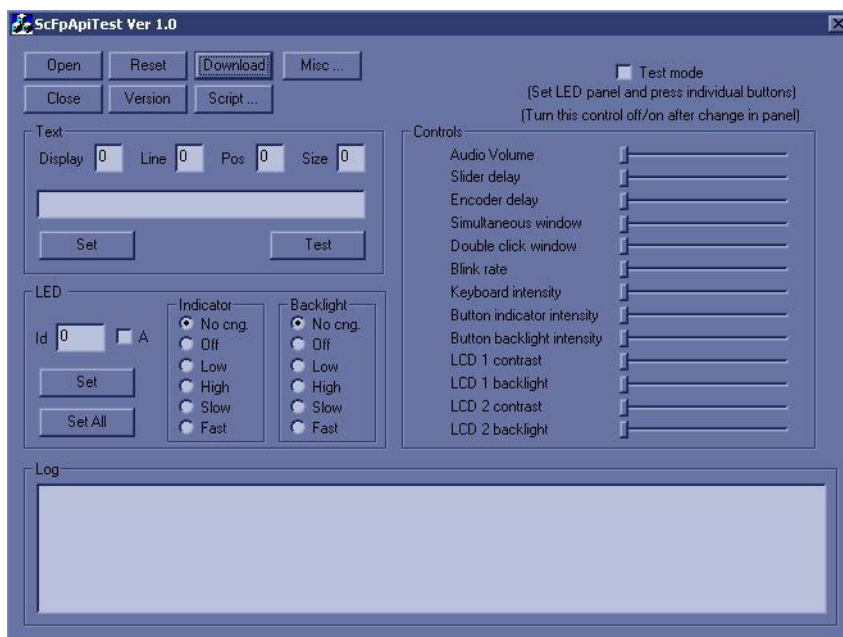 ScFpApiTest Ver 1.0
Open Reset Download Misc ...
Close Version Script ...
Test mode
(Set LED panel and press individual buttons)
(Turn this control off/on after change in panel)
Text
Display 0 Line 0 Pos 0 Size 0
Set Test
LED
Id 0 A
Set
Set All
Indicator
No cng.
Off
Low
High
Slow
Fast
Backlight
No cng.
Off
Low
High
Slow
Fast
Controls
Audio Volume
Slider delay
Encoder delay
Simultaneous window
Double click window
Blink rate
Keyboard intensity
Button indicator intensity
Button backlight intensity
LCD 1 contrast
LCD 1 backlight
LCD 2 contrast
LCD 2 backlight
Log